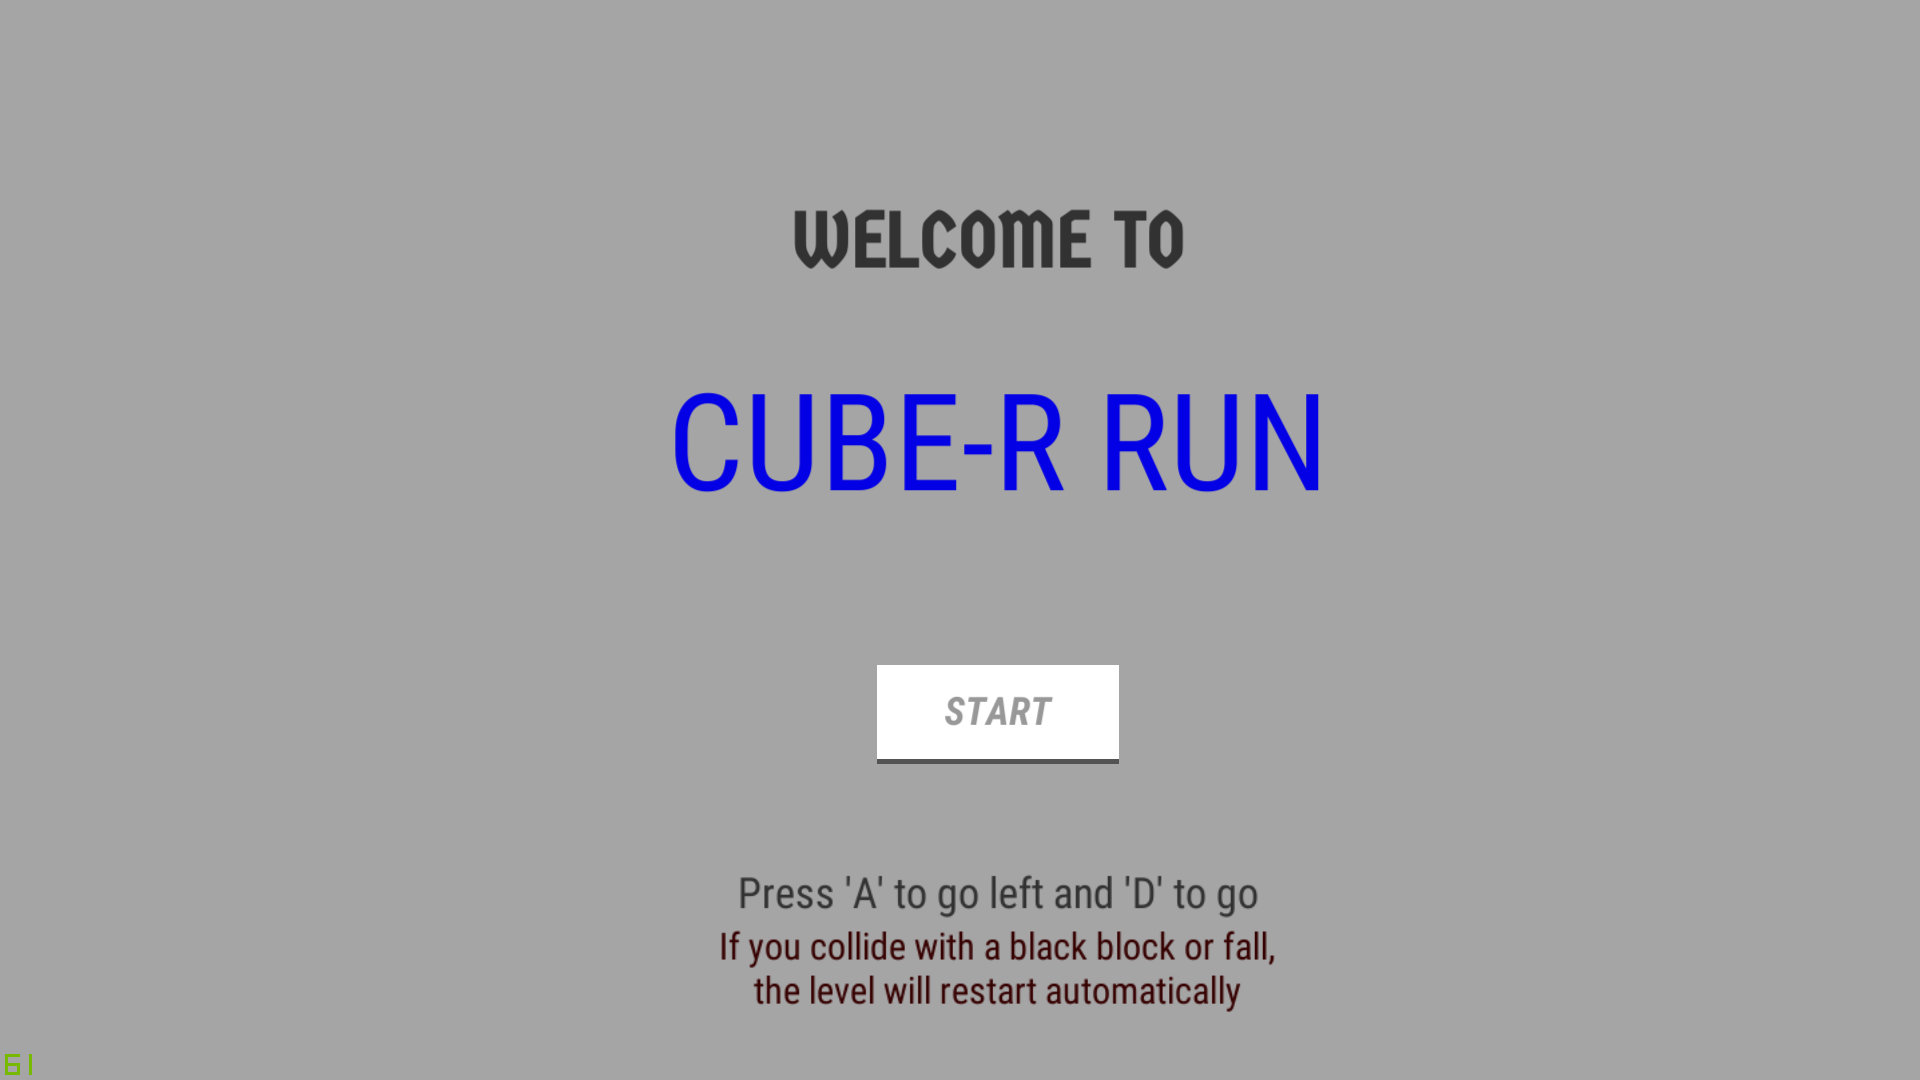 WELCOME TO
CUBE-R RUN
START
Press 'A' to go left and 'D' to go
If you collide with a black block or fall,
the level will restart automatically
61